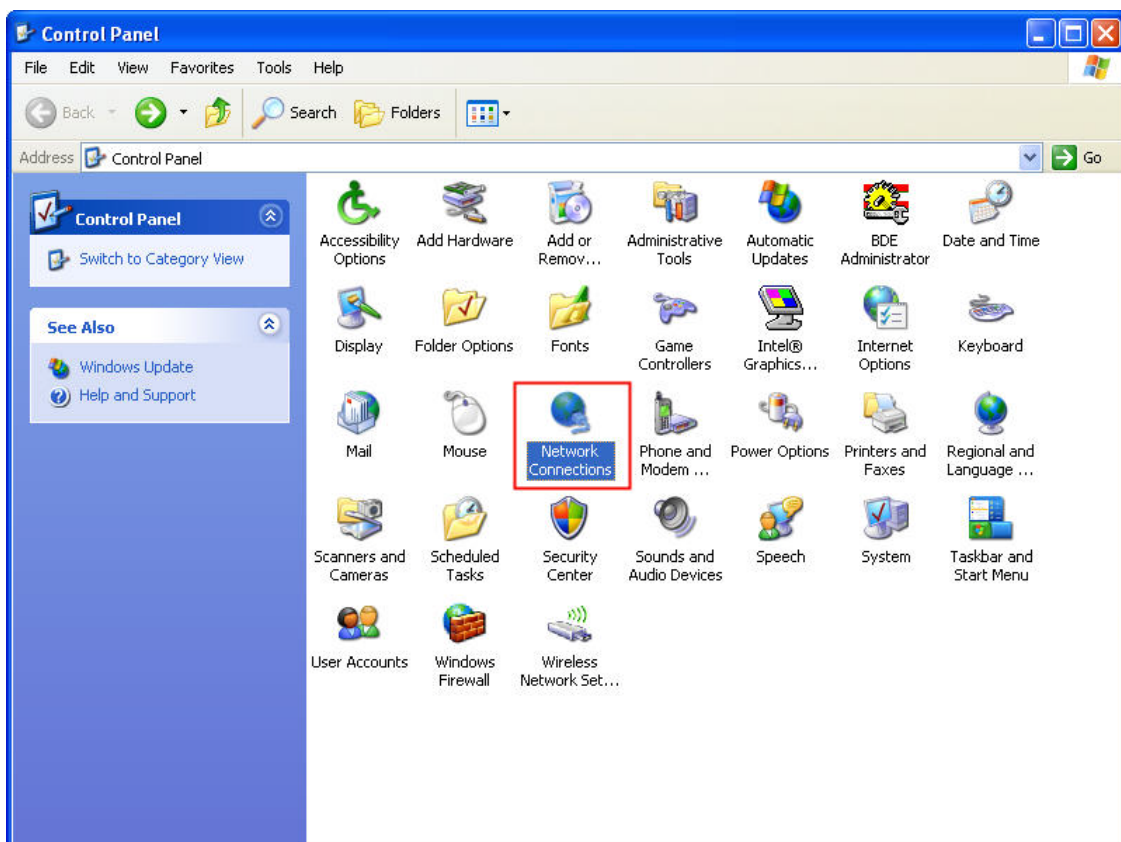 Control Panel
File Edit View Favorites Tools Help
Back Search Folders
Address Control Panel Go
Control Panel
Switch to Category View
See Also
Windows Update
Help and Support
Accessibility Options
Add Hardware
Add or Remov...
Administrative Tools
Automatic Updates
BDE Administrator
Date and Time
Display
Folder Options
Fonts
Game Controllers
Intel® Graphics...
Internet Options
Keyboard
Mail
Mouse
Network Connections
Phone and Modem ...
Power Options
Printers and Faxes
Regional and Language ...
Scanners and Cameras
Scheduled Tasks
Security Center
Sounds and Audio Devices
Speech
System
Taskbar and Start Menu
User Accounts
Windows Firewall
Wireless Network Set...